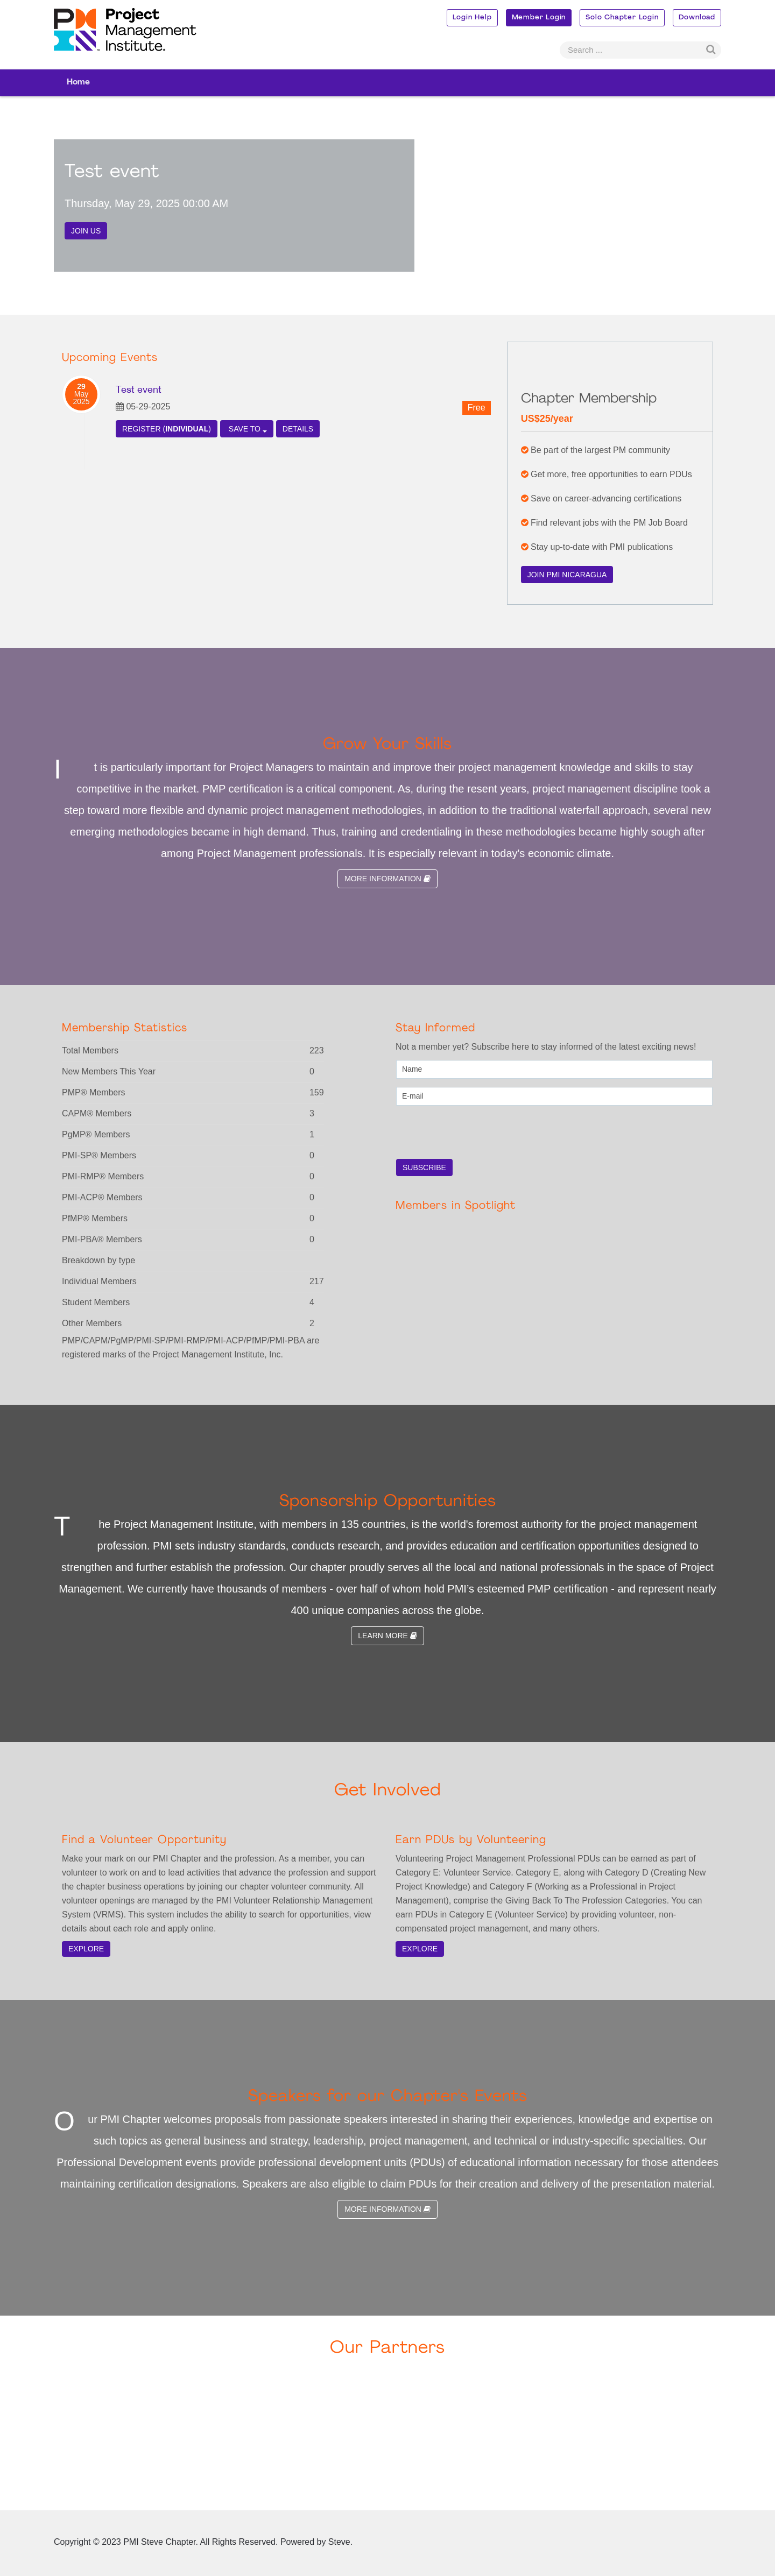 Project
Management
Institute.
Login Help
Member Login
Solo Chapter Login
Download
Search ...
Home
Test event
Thursday, May 29, 2025 00:00 AM
JOIN US
Upcoming Events
29
May
2025
Test event
05-29-2025
Free
REGISTER (INDIVIDUAL)
SAVE TO
DETAILS
Chapter Membership
US$25/year
Be part of the largest PM community
Get more, free opportunities to earn PDUs
Save on career-advancing certifications
Find relevant jobs with the PM Job Board
Stay up-to-date with PMI publications
JOIN PMI NICARAGUA
Grow Your Skills
It is particularly important for Project Managers to maintain and improve their project management knowledge and skills to stay
competitive in the market. PMP certification is a critical component. As, during the resent years, project management discipline took a
step toward more flexible and dynamic project management methodologies, in addition to the traditional waterfall approach, several new
emerging methodologies became in high demand. Thus, training and credentialing in these methodologies became highly sough after
among Project Management professionals. It is especially relevant in today's economic climate.
MORE INFORMATION
Membership Statistics
Total Members 223
New Members This Year 0
PMP® Members 159
CAPM® Members 3
PgMP® Members 1
PMI-SP® Members 0
PMI-RMP® Members 0
PMI-ACP® Members 0
PfMP® Members 0
PMI-PBA® Members 0
Breakdown by type
Individual Members 217
Student Members 4
Other Members 2
PMP/CAPM/PgMP/PMI-SP/PMI-RMP/PMI-ACP/PfMP/PMI-PBA are
registered marks of the Project Management Institute, Inc.
Stay Informed
Not a member yet? Subscribe here to stay informed of the latest exciting news!
Name
E-mail
SUBSCRIBE
Members in Spotlight
Sponsorship Opportunities
The Project Management Institute, with members in 135 countries, is the world's foremost authority for the project management
profession. PMI sets industry standards, conducts research, and provides education and certification opportunities designed to
strengthen and further establish the profession. Our chapter proudly serves all the local and national professionals in the space of Project
Management. We currently have thousands of members - over half of whom hold PMI's esteemed PMP certification - and represent nearly
400 unique companies across the globe.
LEARN MORE
Get Involved
Find a Volunteer Opportunity
Make your mark on our PMI Chapter and the profession. As a member, you can
volunteer to work on and to lead activities that advance the profession and support
the chapter business operations by joining our chapter volunteer community. All
volunteer openings are managed by the PMI Volunteer Relationship Management
System (VRMS). This system includes the ability to search for opportunities, view
details about each role and apply online.
EXPLORE
Earn PDUs by Volunteering
Volunteering Project Management Professional PDUs can be earned as part of
Category E: Volunteer Service. Category E, along with Category D (Creating New
Project Knowledge) and Category F (Working as a Professional in Project
Management), comprise the Giving Back To The Profession Categories. You can
earn PDUs in Category E (Volunteer Service) by providing volunteer, non-
compensated project management, and many others.
EXPLORE
Speakers for our Chapter's Events
Our PMI Chapter welcomes proposals from passionate speakers interested in sharing their experiences, knowledge and expertise on
such topics as general business and strategy, leadership, project management, and technical or industry-specific specialties. Our
Professional Development events provide professional development units (PDUs) of educational information necessary for those attendees
maintaining certification designations. Speakers are also eligible to claim PDUs for their creation and delivery of the presentation material.
MORE INFORMATION
Our Partners
Copyright © 2023 PMI Steve Chapter. All Rights Reserved. Powered by Steve.